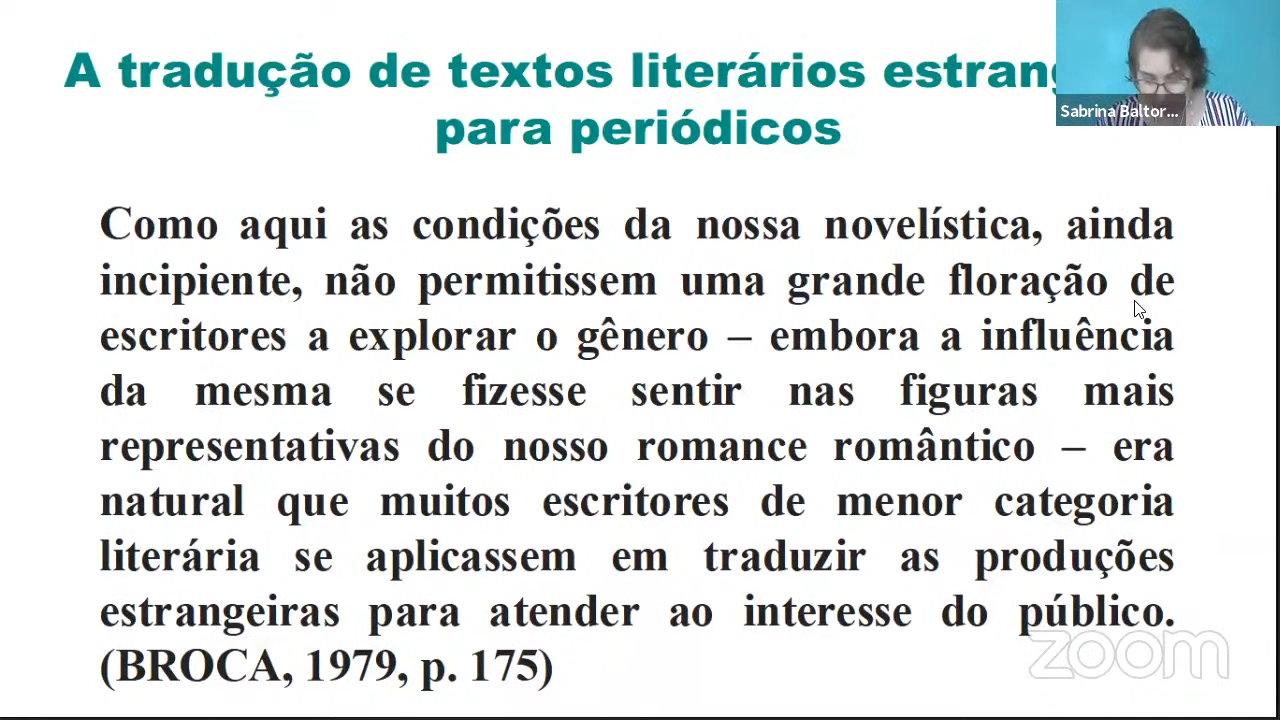 A tradução de textos literários
para periódicos
Sabrina Baltor...
Como aqui as condições da nossa novelística, ainda
incipiente, não permitissem uma grande floração de
escritores a explorar o gênero – embora a influência
da mesma se fizesse sentir nas figuras mais
representativas do nosso romance romântico – era
natural que muitos escritores de menor categoria
literária se aplicassem em traduzir as produções
estrangeiras para atender ao interesse do público.
(BROCA, 1979, p. 175)
zoom